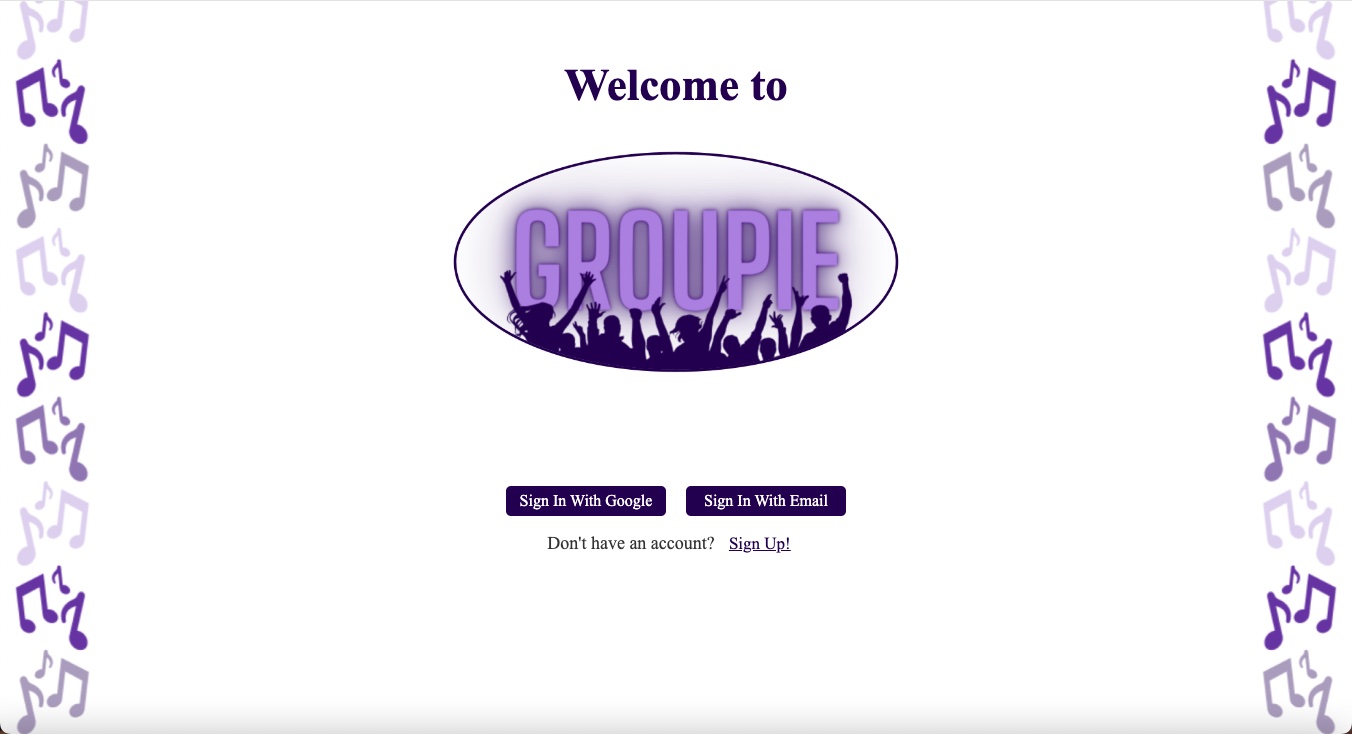 Welcome to
GROUPIE
Sign In With Google
Sign In With Email
Don't have an account? Sign Up!